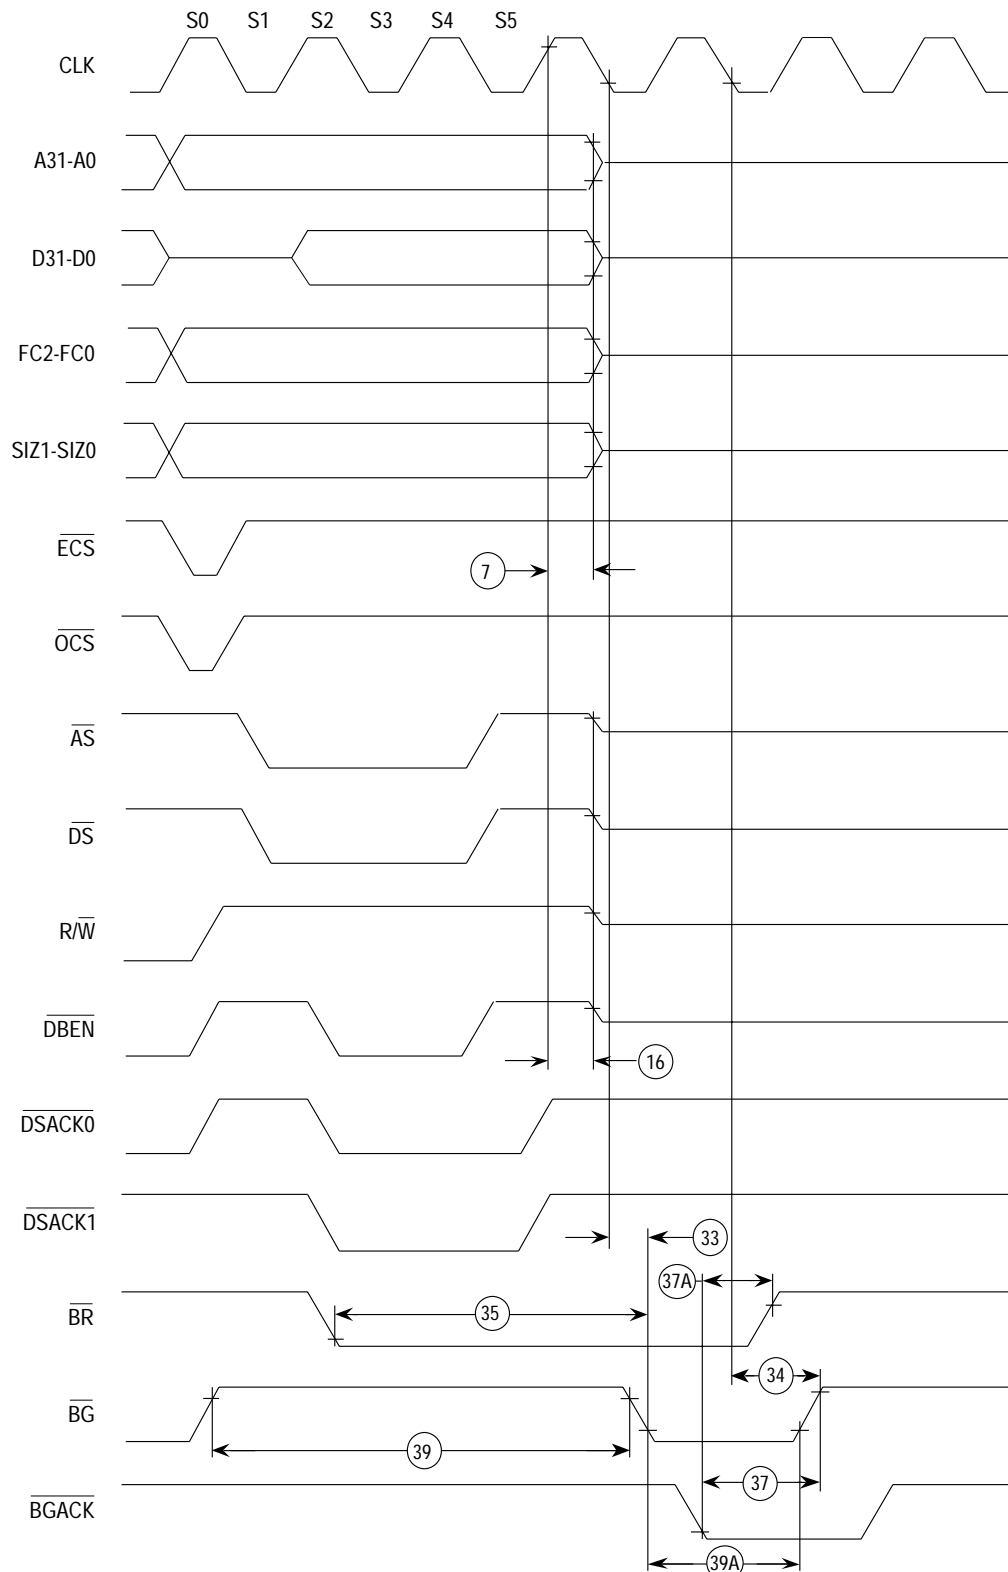 S0 S1 S2 S3 S4 S5
CLK
A31-A0
D31-D0
FC2-FC0
SIZ1-SIZ0
ECS
7
OCS
AS
DS
R/W
DBEN
16
DSACK0
DSACK1
33
37A
BR
35
34
BG
39
37
BGACK
39A